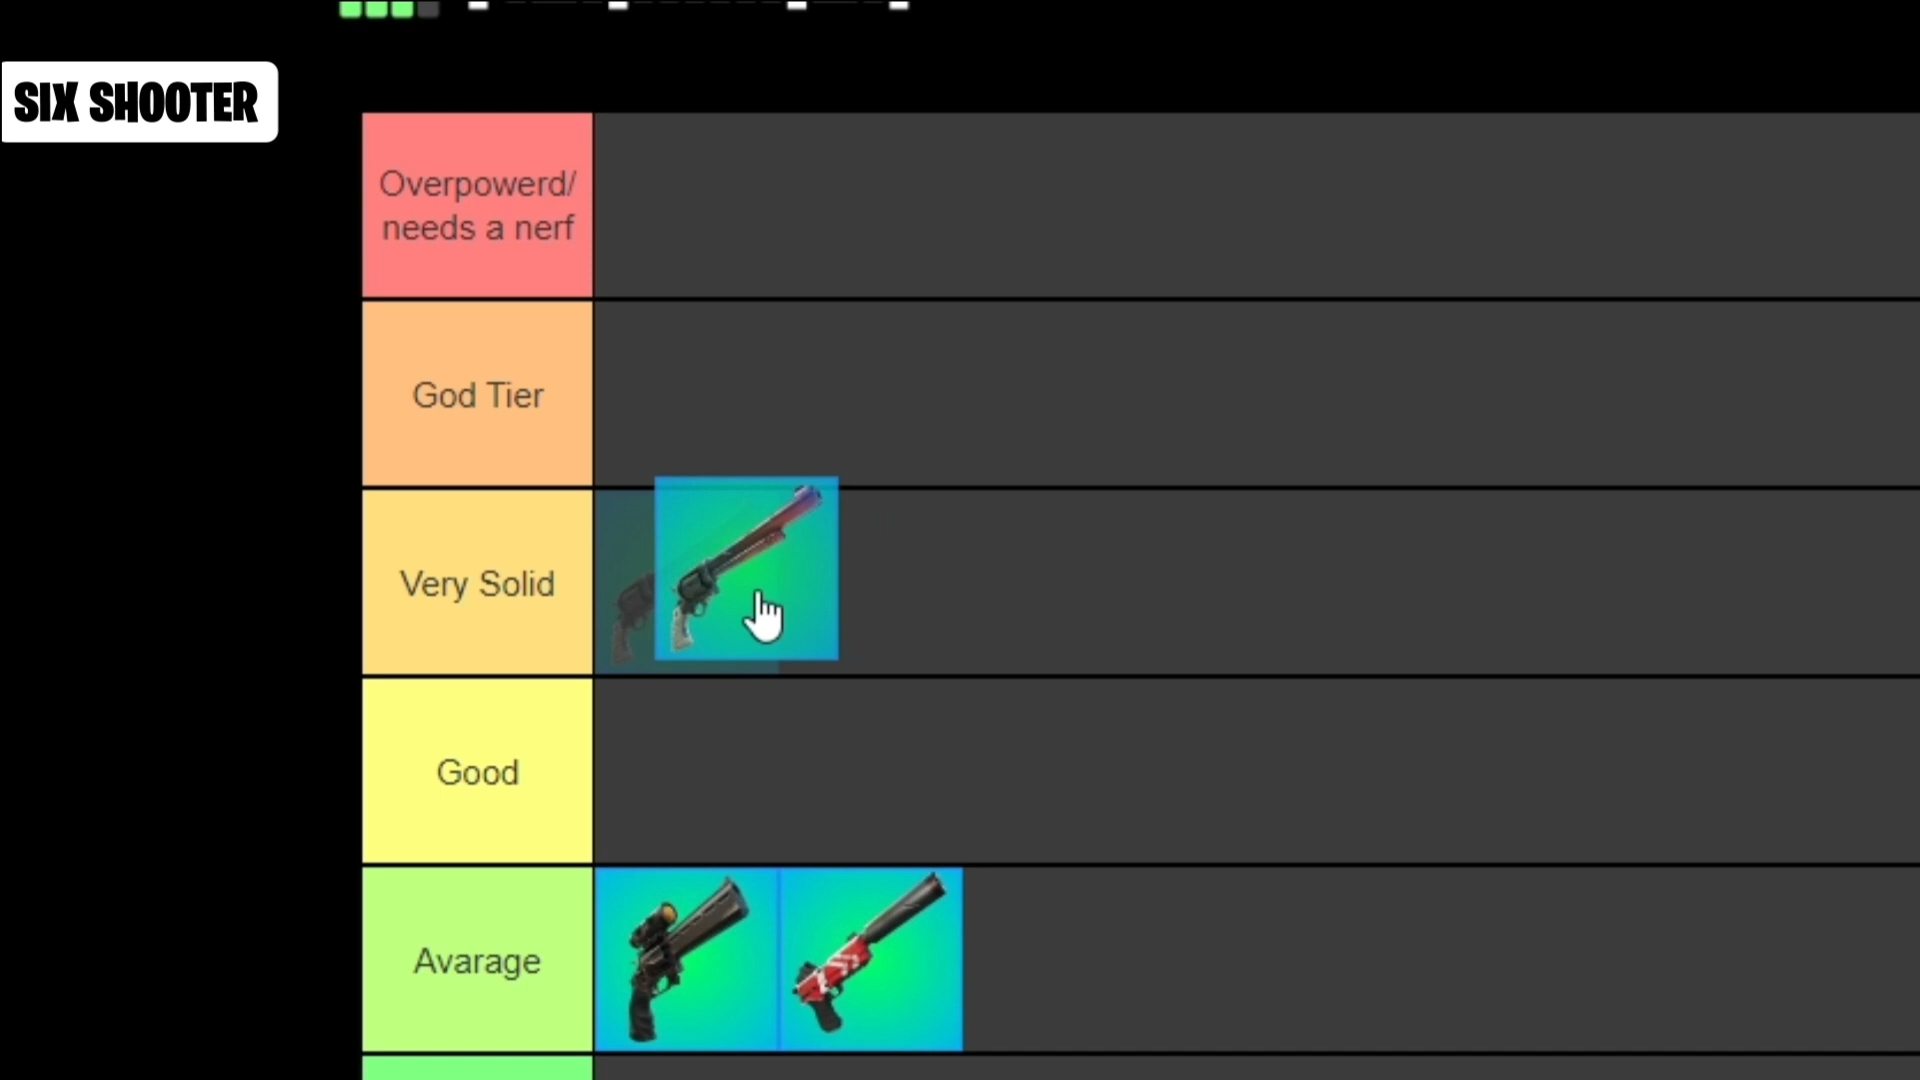 SIX SHOOTER
Overpowerd/
needs a nerf
God Tier
Very Solid
Good
Avarage